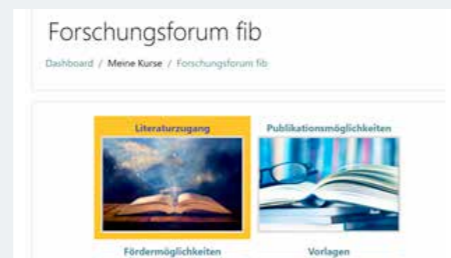 Forschungsforum fib
Dashboard / Meine Kurse / Forschungsforum fib
Literaturzugang
Publikationsmöglichkeiten
Fördermöglichkeiten
Vorlagen